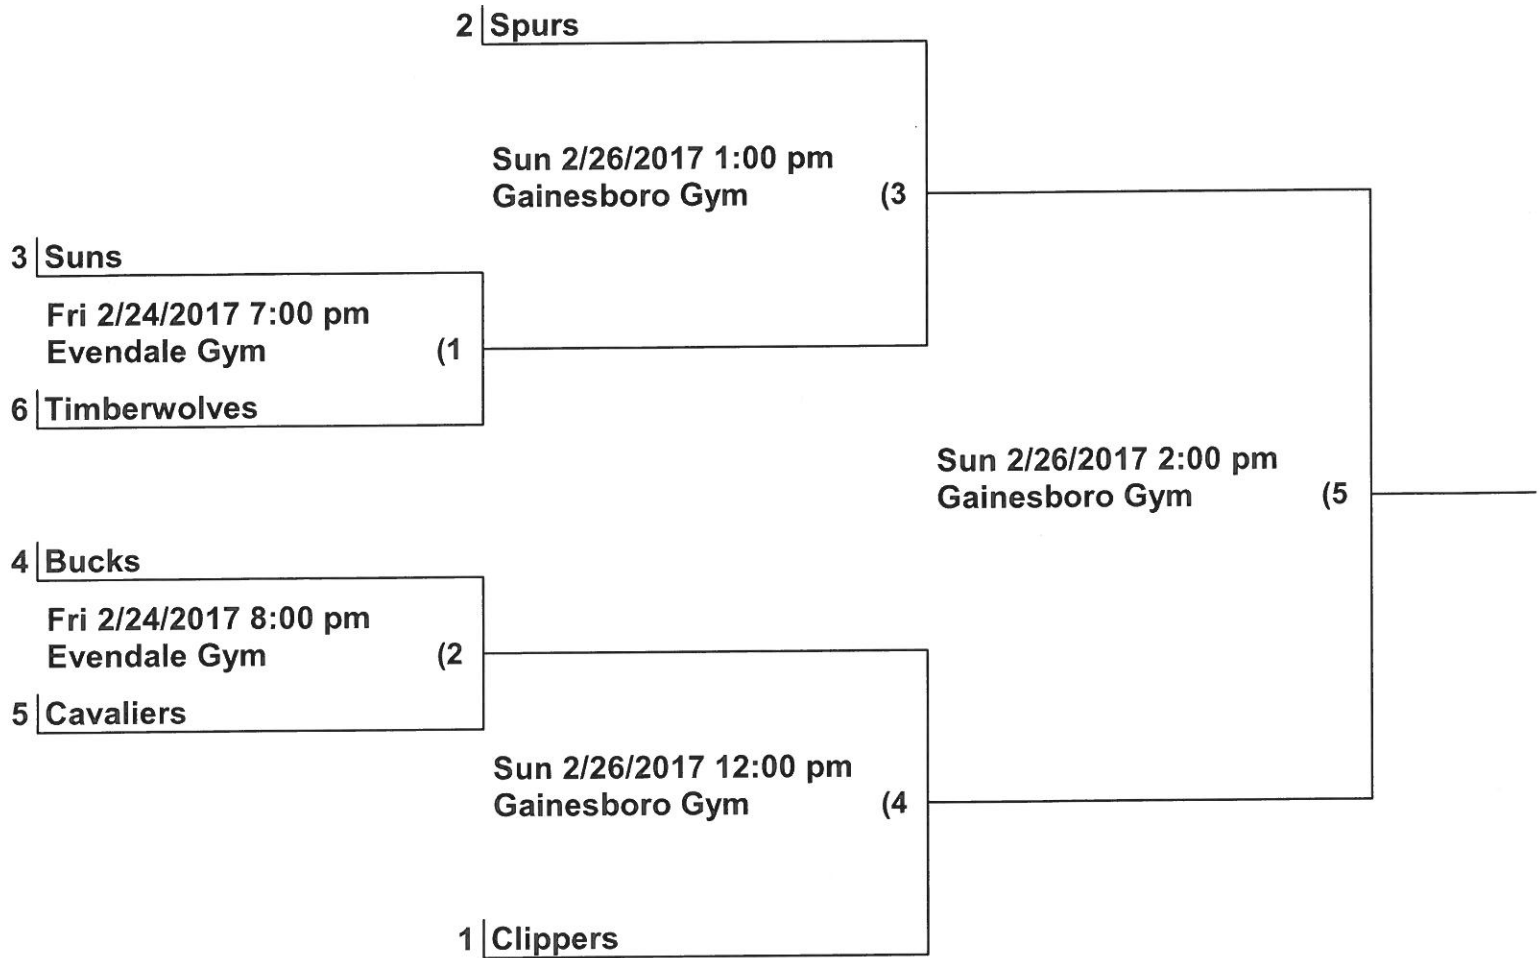 2 Spurs
Sun 2/26/2017 1:00 pm
Gainesboro Gym (3
3 Suns
Fri 2/24/2017 7:00 pm
Evendale Gym (1
6 Timberwolves
Sun 2/26/2017 2:00 pm
Gainesboro Gym (5
4 Bucks
Fri 2/24/2017 8:00 pm
Evendale Gym (2
5 Cavaliers
Sun 2/26/2017 12:00 pm
Gainesboro Gym (4
1 Clippers